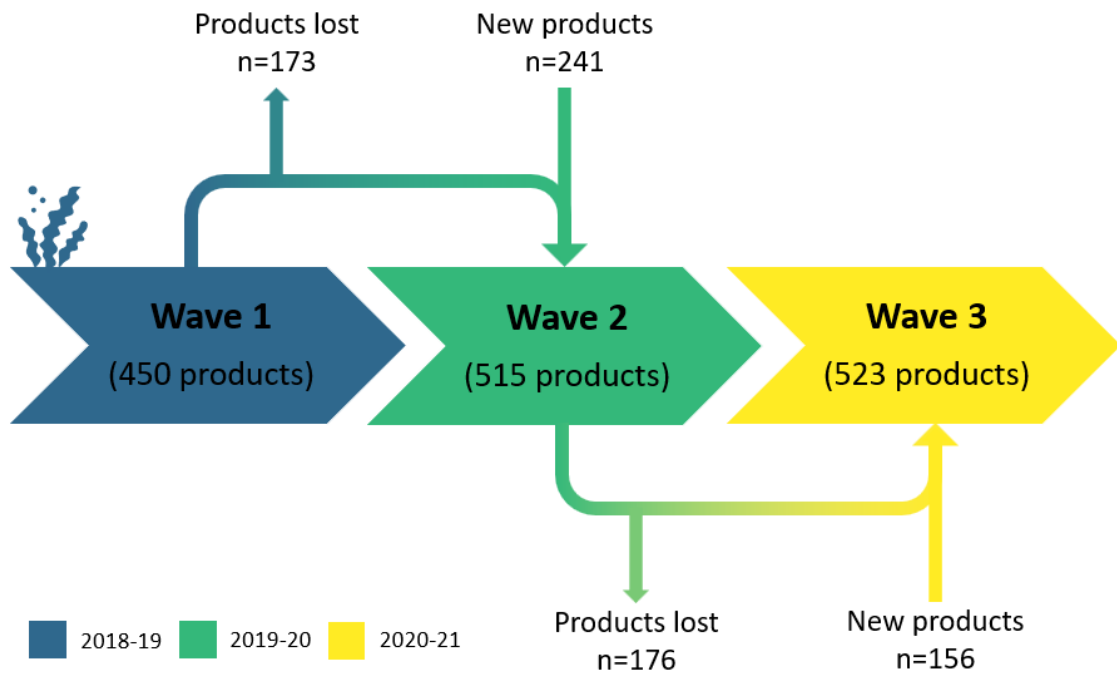 Products lost
n=173
New products
n=241
Wave 1
(450 products)
Wave 2
(515 products)
Wave 3
(523 products)
Products lost
n=176
New products
n=156
2018-19
2019-20
2020-21